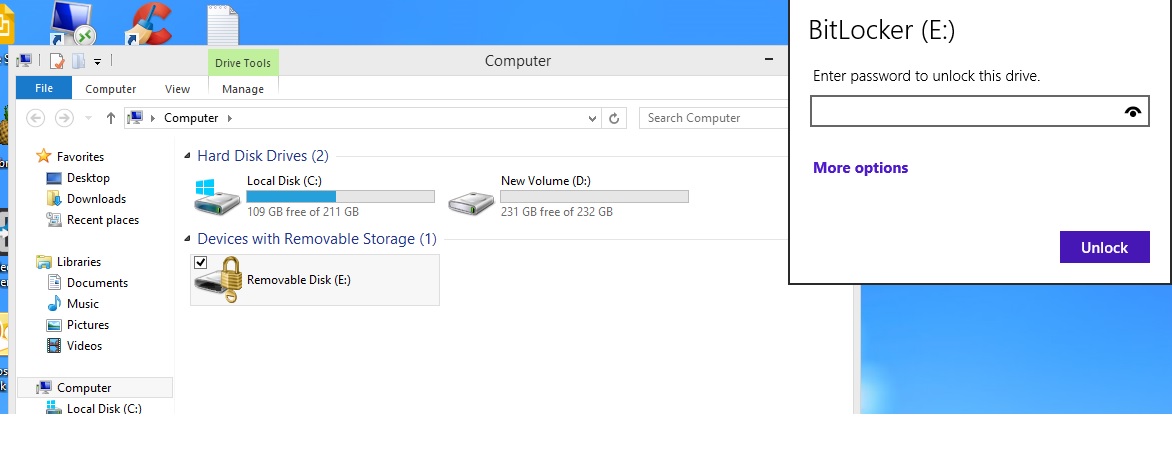 Computer
Drive Tools
File
Computer
View
Manage
Computer
Search Computer
Favorites
Desktop
Downloads
Recent places
Libraries
Documents
Music
Pictures
Videos
Computer
Local Disk (C:)
Hard Disk Drives (2)
Local Disk (C:)
109 GB free of 211 GB
New Volume (D:)
231 GB free of 232 GB
Devices with Removable Storage (1)
Removable Disk (E:)
BitLocker (E:)
Enter password to unlock this drive.
More options
Unlock